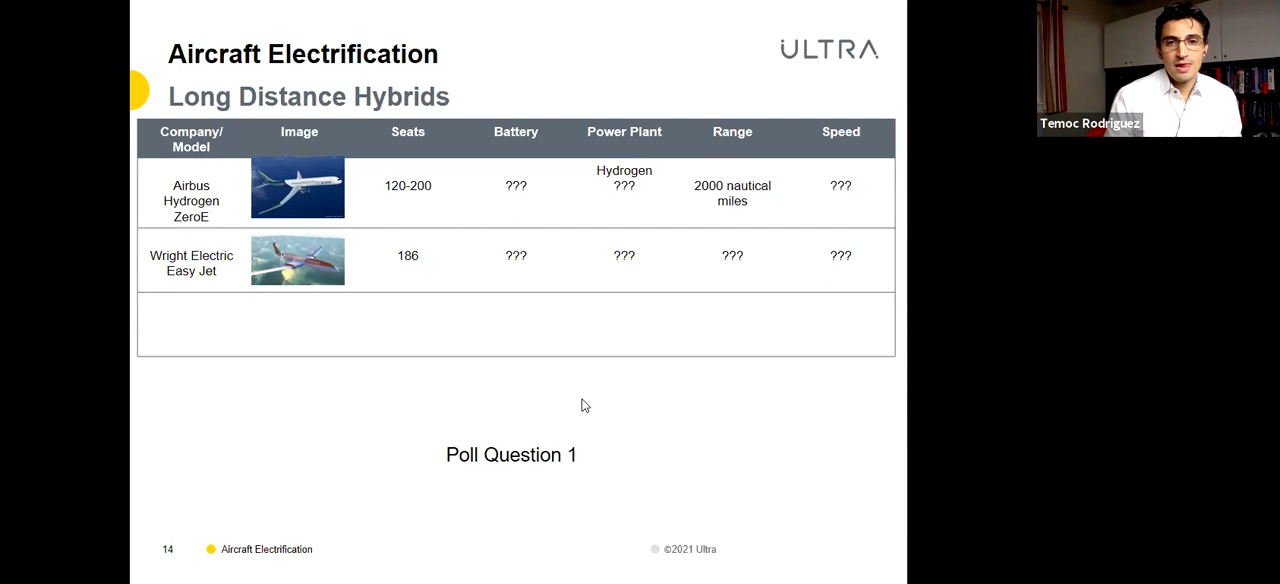 Aircraft Electrification
ULTRA
Long Distance Hybrids
Company/
Model
Image
Seats
Battery
Power Plant
Range
Speed
Airbus
Hydrogen
ZeroE
120-200
???
Hydrogen
???
2000 nautical
miles
???
Wright Electric
Easy Jet
186
???
???
???
???
Poll Question 1
14
Aircraft Electrification
©2021 Ultra
Temoc Rodriguez